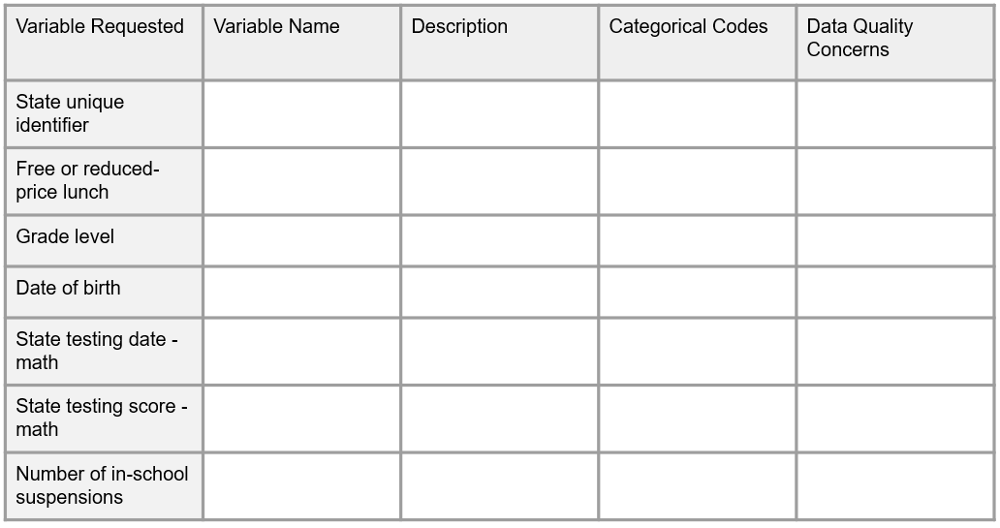 Variable Requested
Variable Name
Description
Categorical Codes
Data Quality
Concerns
State unique
identifier
Free or reduced-
price lunch
Grade level
Date of birth
State testing date -
math
State testing score -
math
Number of in-school
suspensions